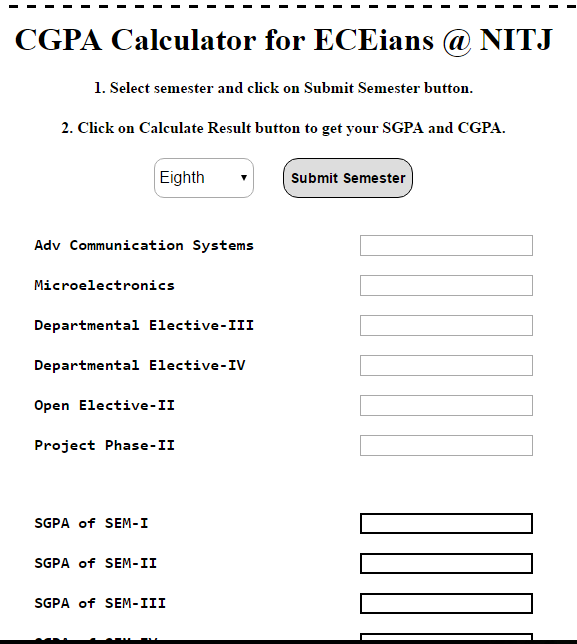 CGPA Calculator for ECEians @ NITJ
1. Select semester and click on Submit Semester button.
2. Click on Calculate Result button to get your SGPA and CGPA.
Eighth
Submit Semester
Adv Communication Systems
Microelectronics
Departmental Elective-III
Departmental Elective-IV
Open Elective-II
Project Phase-II
SGPA of SEM-I
SGPA of SEM-II
SGPA of SEM-III